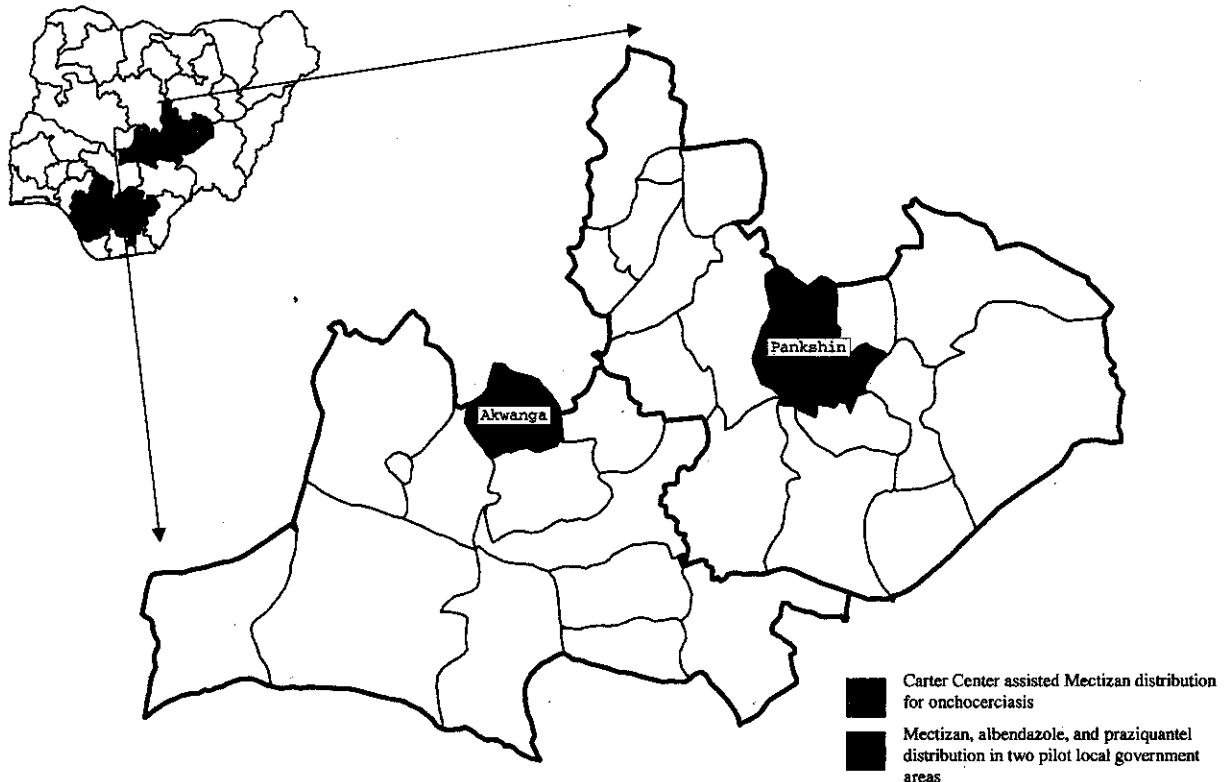 Pankshin
Akwanga
Carter Center assisted Mectizan distribution
for onchocerciasis
Mectizan, albendazole, and praziquantel
distribution in two pilot local government
areas